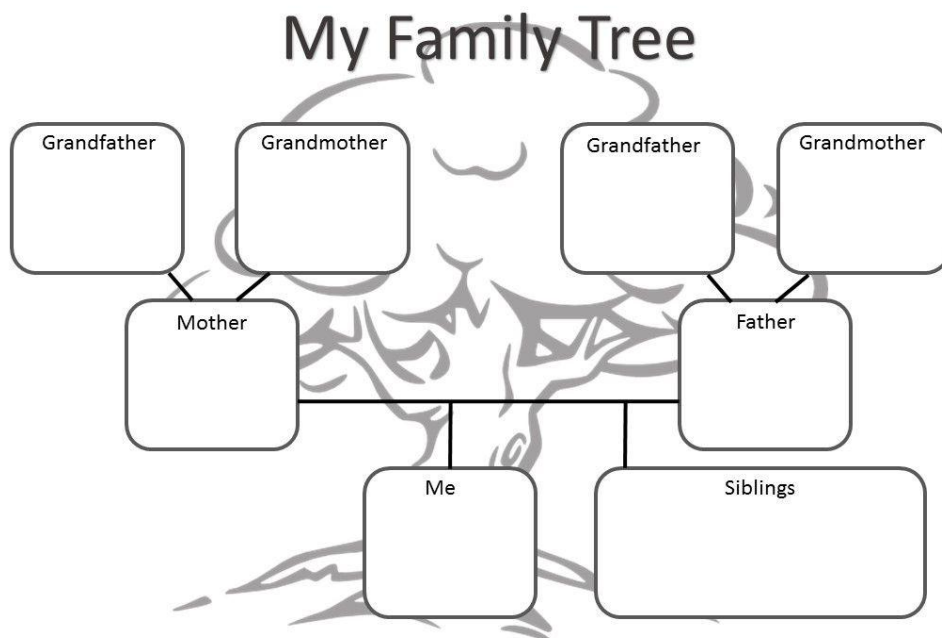 My Family Tree
Grandfather
Grandmother
Grandfather
Grandmother
Mother
Father
Me
Siblings